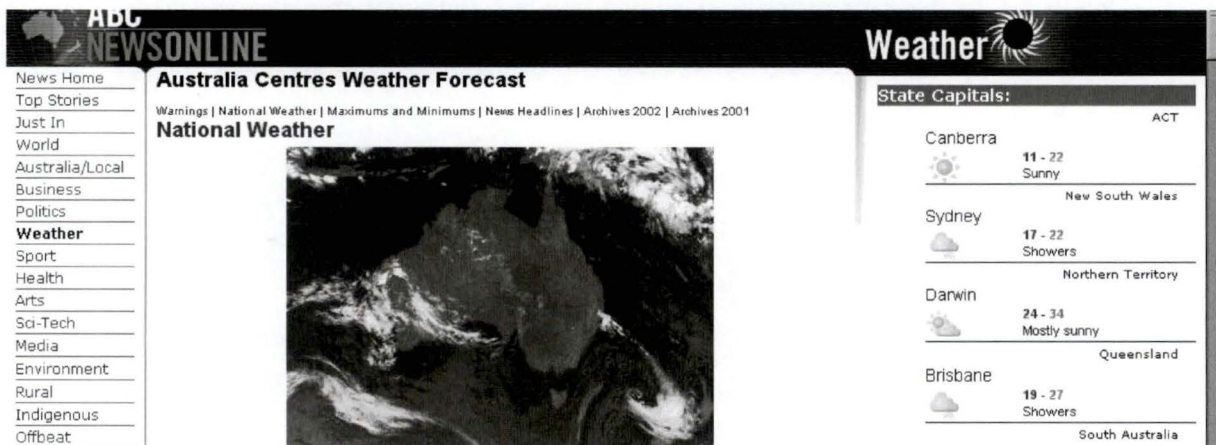 ABC
NEWSONLINE
Weather
News Home
Top Stories
Just In
World
Australia/Local
Business
Politics
Weather
Sport
Health
Arts
Sci-Tech
Media
Environment
Rural
Indigenous
Offbeat
Australia Centres Weather Forecast
Warnings | National Weather | Maximums and Minimums | News Headlines | Archives 2002 | Archives 2001
National Weather
State Capitals:
ACT
Canberra
11 - 22
Sunny
New South Wales
Sydney
17 - 22
Showers
Northern Territory
Darwin
24 - 34
Mostly sunny
Queensland
Brisbane
19 - 27
Showers
South Australia